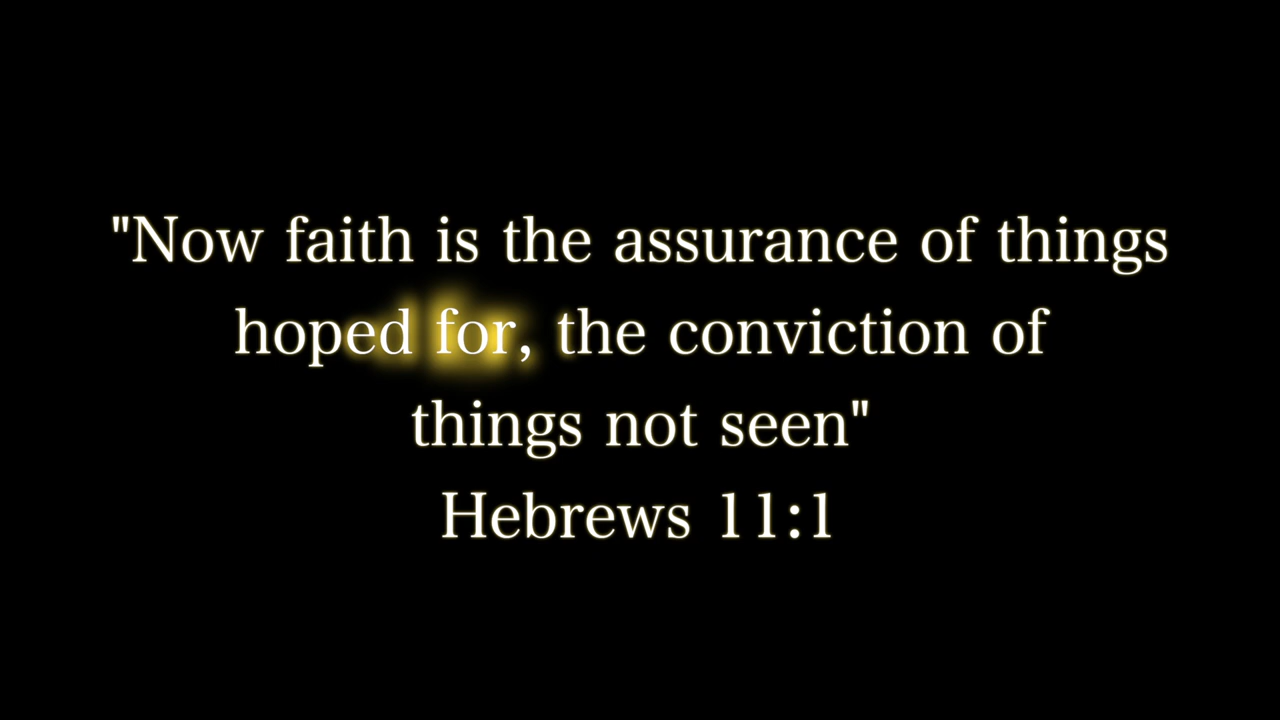 "Now faith is the assurance of things
hoped for, the conviction of
things not seen"
Hebrews 11:1